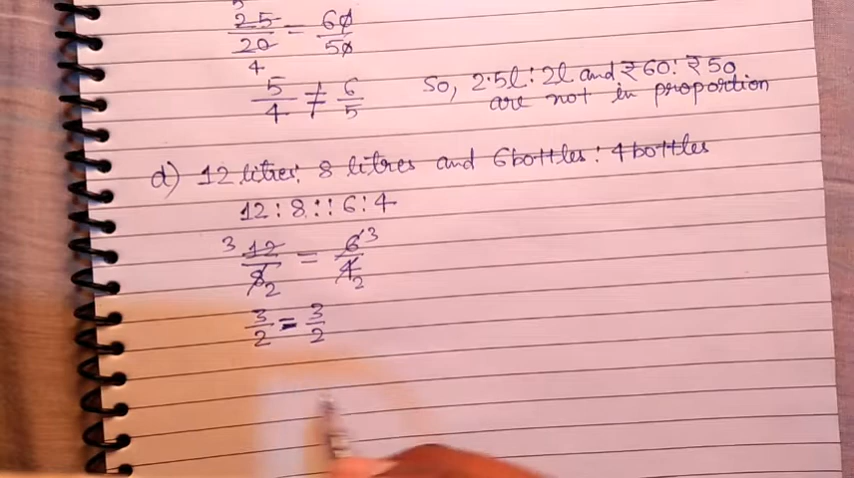 25/20 = 60/50
4
5/4 ≠ 6/5 So, 2.5l : 2l and ₹60 : ₹50
are not in proportion
d) 12 litres : 8 litres and 6 bottles : 4 bottles
12 : 8 :: 6 : 4
3 12/8 2 = 6 3/4 2
3/2 = 3/2